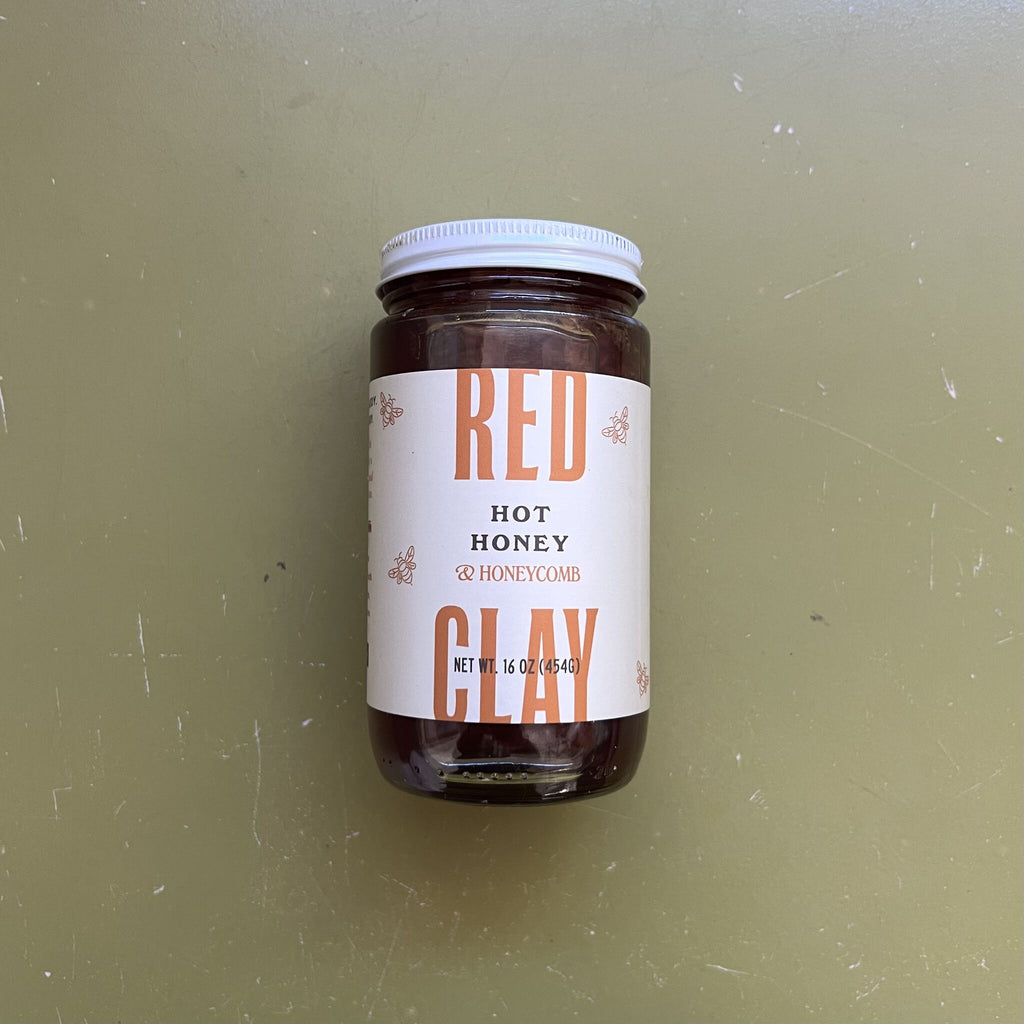 RED
HOT
HONEY
& HONEYCOMB
CLAY
NET WT. 16 OZ (454G)